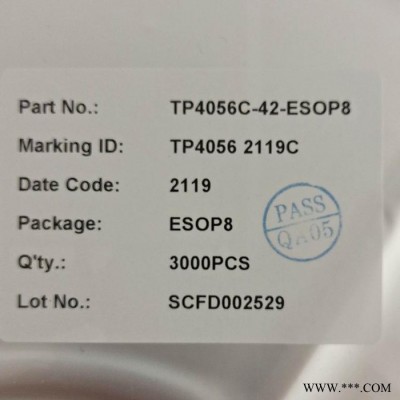 Part No.: TP4056C-42-ESOP8
Marking ID: TP4056 2119C
Date Code: 2119
Package: ESOP8
Q'ty.: 3000PCS
Lot No.: SCFD002529
PASS
QA05
WWW.***.COM